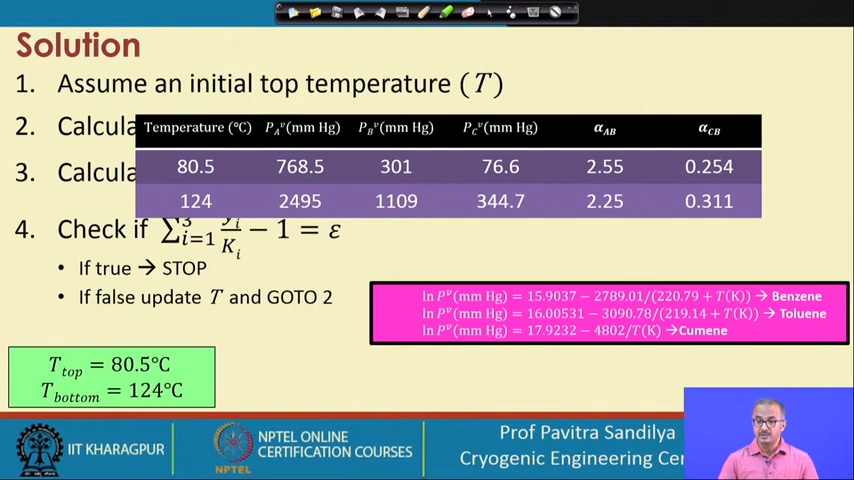 Solution
1. Assume an initial top temperature (T)
2. Calcula
3. Calcula
Temperature (°C) P_A^v(mm Hg) P_B^v(mm Hg) P_C^v(mm Hg) α_AB α_CB
80.5 768.5 301 76.6 2.55 0.254
124 2495 1109 344.7 2.25 0.311
4. Check if ∑_{i=1}^{3} y_i/K_i − 1 = ε
• If true → STOP
• If false update T and GOTO 2
ln P^v(mm Hg) = 15.9037 − 2789.01/(220.79 + T(K)) → Benzene
ln P^v(mm Hg) = 16.00531 − 3090.78/(219.14 + T(K)) → Toluene
ln P^v(mm Hg) = 17.9232 − 4802/T(K) →Cumene
T_top = 80.5℃
T_bottom = 124℃
IIT KHARAGPUR
NPTEL
NPTEL ONLINE
CERTIFICATION COURSES
Prof Pavitra Sandilya
Cryogenic Engineering Cen